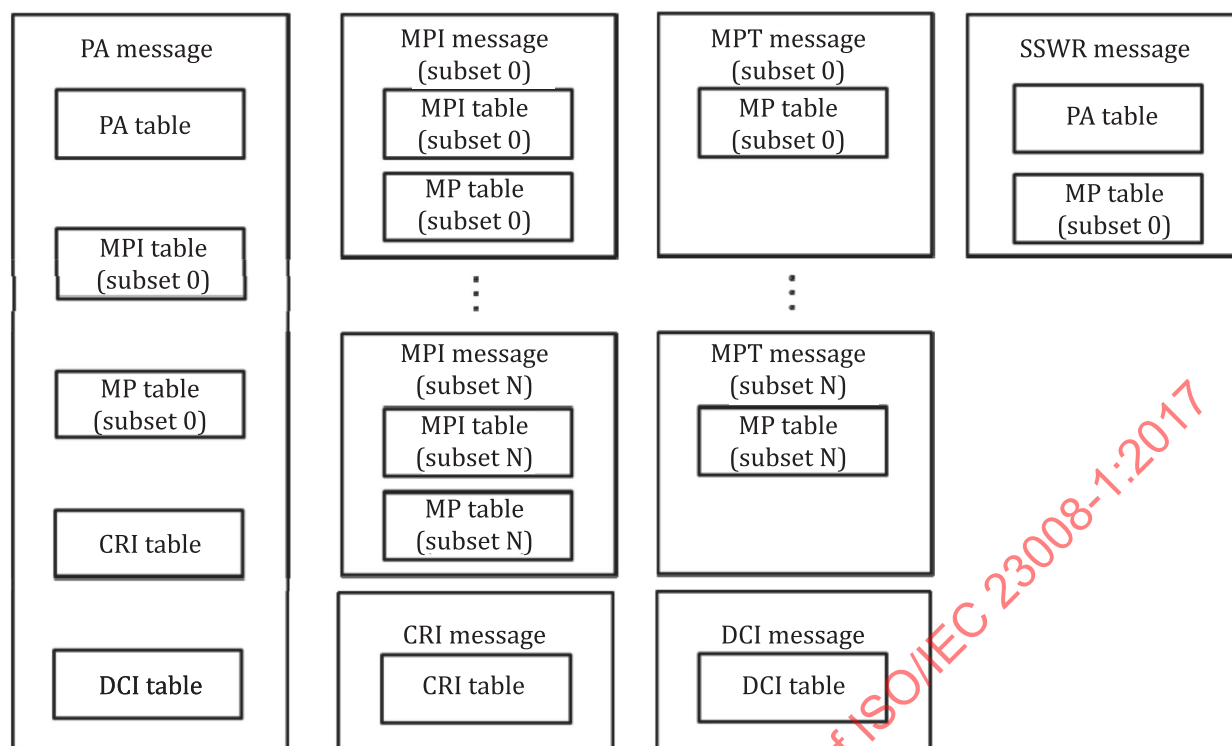 PA message
PA table
MPI table
(subset 0)
MP table
(subset 0)
CRI table
DCI table
MPI message
(subset 0)
MPI table
(subset 0)
MP table
(subset 0)
MPI message
(subset N)
MPI table
(subset N)
MP table
(subset N)
CRI message
CRI table
MPT message
(subset 0)
MP table
(subset 0)
MPT message
(subset N)
MP table
(subset N)
DCI message
DCI table
SSWR message
PA table
MP table
(subset 0)
of ISO/IEC 23008-1:2017